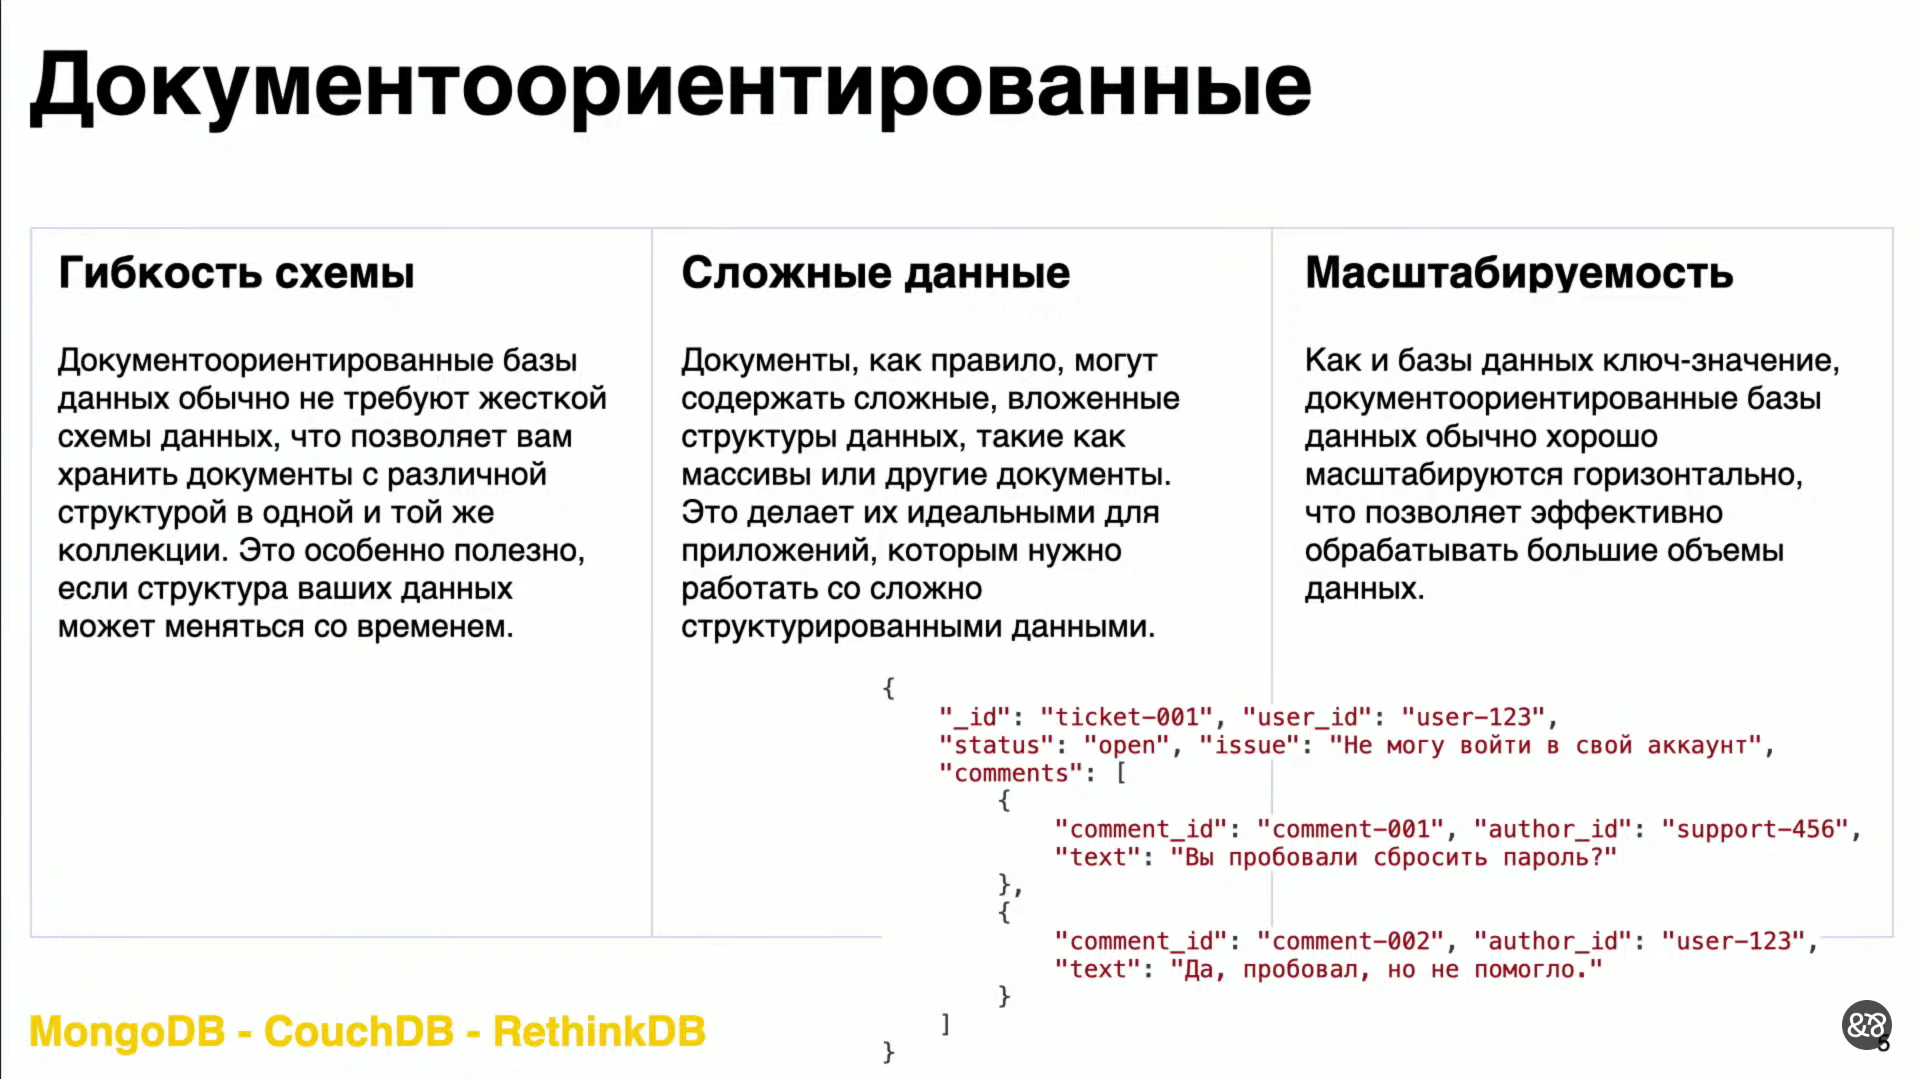 Документоориентированные
Гибкость схемы
Документоориентированные базы
данных обычно не требуют жесткой
схемы данных, что позволяет вам
хранить документы с различной
структурой в одной и той же
коллекции. Это особенно полезно,
если структура ваших данных
может меняться со временем.
Сложные данные
Документы, как правило, могут
содержать сложные, вложенные
структуры данных, такие как
массивы или другие документы.
Это делает их идеальными для
приложений, которым нужно
работать со сложно
структурированными данными.
Масштабируемость
Как и базы данных ключ-значение,
документоориентированные базы
данных обычно хорошо
масштабируются горизонтально,
что позволяет эффективно
обрабатывать большие объемы
данных.
{
    "_id": "ticket-001", "user_id": "user-123",
    "status": "open", "issue": "Не могу войти в свой аккаунт",
    "comments": [
        {
            "comment_id": "comment-001", "author_id": "support-456",
            "text": "Вы пробовали сбросить пароль?"
        },
        {
            "comment_id": "comment-002", "author_id": "user-123",
            "text": "Да, пробовал, но не помогло."
        }
    ]
}
MongoDB - CouchDB - RethinkDB
5